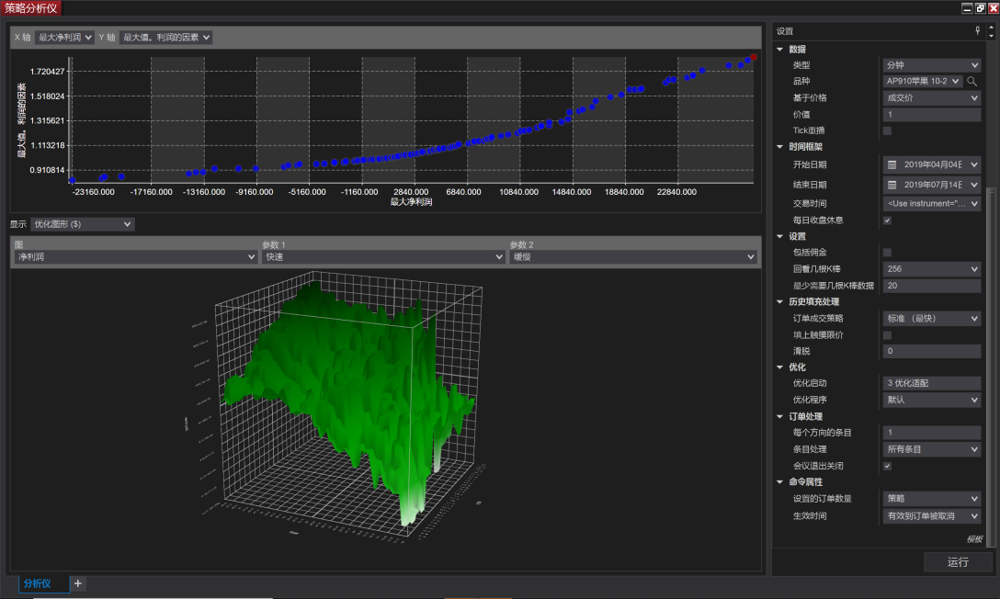 策略分析仪
X 轴 最大净利润 Y 轴 最大值。利润的因素
最大值。利润的因素
1.720427
1.518024
1.315621
1.113218
0.910814
-23160.000 -17160.000 -13160.000 -9160.000 -5160.000 -1160.000 2840.000 6840.000 10840.000 14840.000 18840.000 22840.000
最大净利润
显示 优化图形 ($)
图 参数 1 参数 2
净利润 快速 缓慢
分析仪 +
设置
数据
类型 分钟
品种 AP910苹果 10-2
基于价格 成交价
价值 1
Tick重播
时间框架
开始日期 2019年04月04日
结束日期 2019年07月14日
交易时间 <Use instrument="...
每日收盘休息
设置
包括佣金
回看几根K棒 256
最少需要几根K棒数据 20
历史填充处理
订单成交策略 标准 （最快）
填上触摸限价
滑脱 0
优化
优化启动 3 优化适配
优化程序 默认
订单处理
每个方向的条目 1
条目处理 所有条目
会议退出关闭
命令属性
设置的订单数量 策略
生效时间 有效到订单被取消
模板
运行